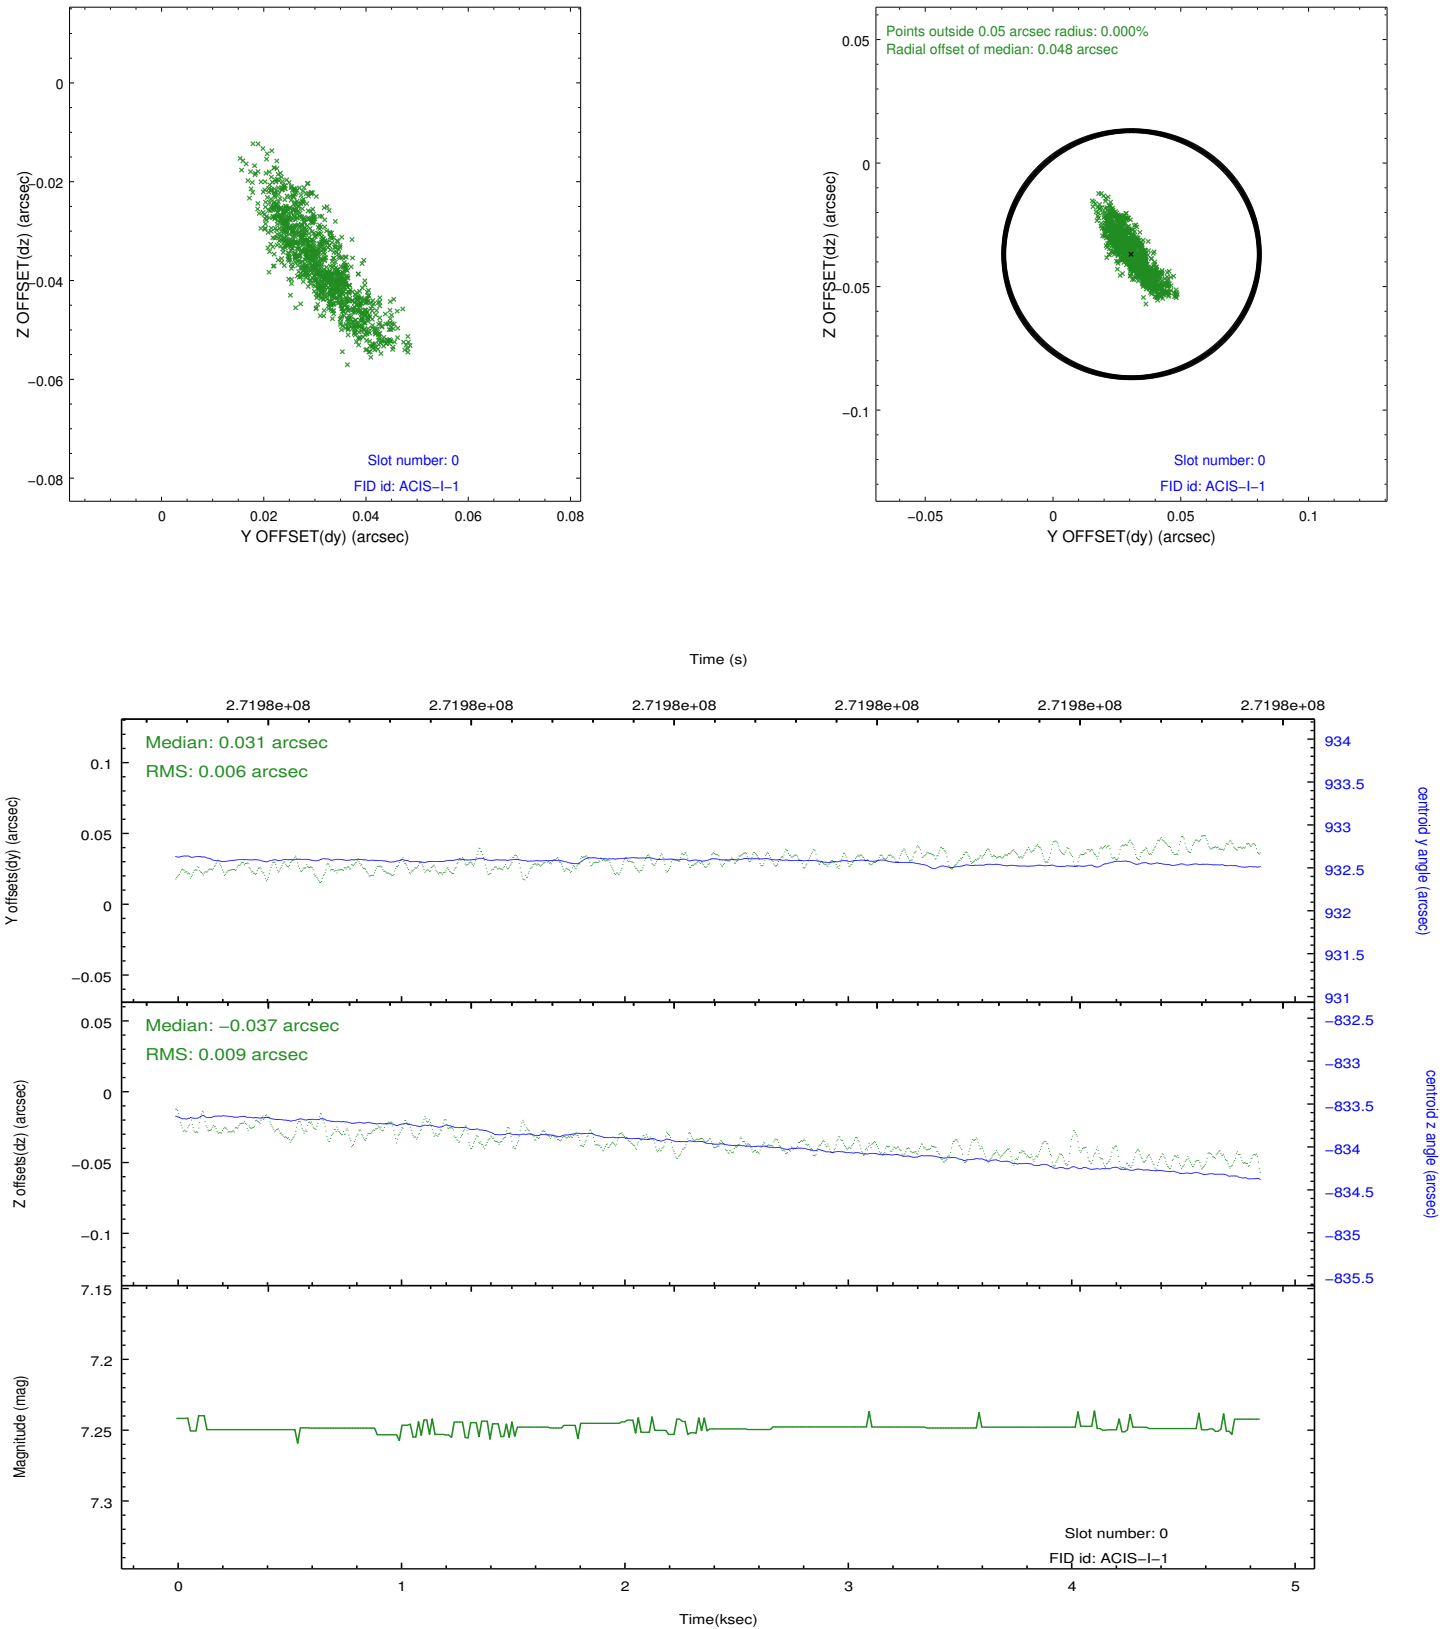 0
−0.02
−0.04
−0.06
−0.08
Z OFFSET(dz) (arcsec)
Slot number: 0
FID id: ACIS−I−1
0
0.02
0.04
0.06
0.08
Y OFFSET(dy) (arcsec)
Points outside 0.05 arcsec radius: 0.000%
Radial offset of median: 0.048 arcsec
0.05
0
−0.05
−0.1
Z OFFSET(dz) (arcsec)
Slot number: 0
FID id: ACIS−I−1
−0.05
0
0.05
0.1
Y OFFSET(dy) (arcsec)
Time (s)
2.7198e+08
2.7198e+08
2.7198e+08
2.7198e+08
2.7198e+08
2.7198e+08
Median: 0.031 arcsec
RMS: 0.006 arcsec
0.1
0.05
0
−0.05
Y offsets(dy) (arcsec)
934
933.5
933
932.5
932
931.5
931
centroid y angle (arcsec)
Median: −0.037 arcsec
RMS: 0.009 arcsec
0.05
0
−0.05
−0.1
Z offsets(dz) (arcsec)
−832.5
−833
−833.5
−834
−834.5
−835
−835.5
centroid z angle (arcsec)
7.15
7.2
7.25
7.3
Magnitude (mag)
Slot number: 0
FID id: ACIS−I−1
0
1
2
3
4
5
Time(ksec)